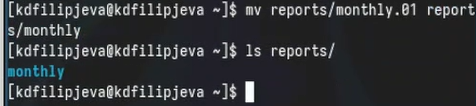 [kdfilipjeva@kdfilipjeva ~]$ mv reports/monthly.01 report
s/monthly
[kdfilipjeva@kdfilipjeva ~]$ ls reports/
monthly
[kdfilipjeva@kdfilipjeva ~]$